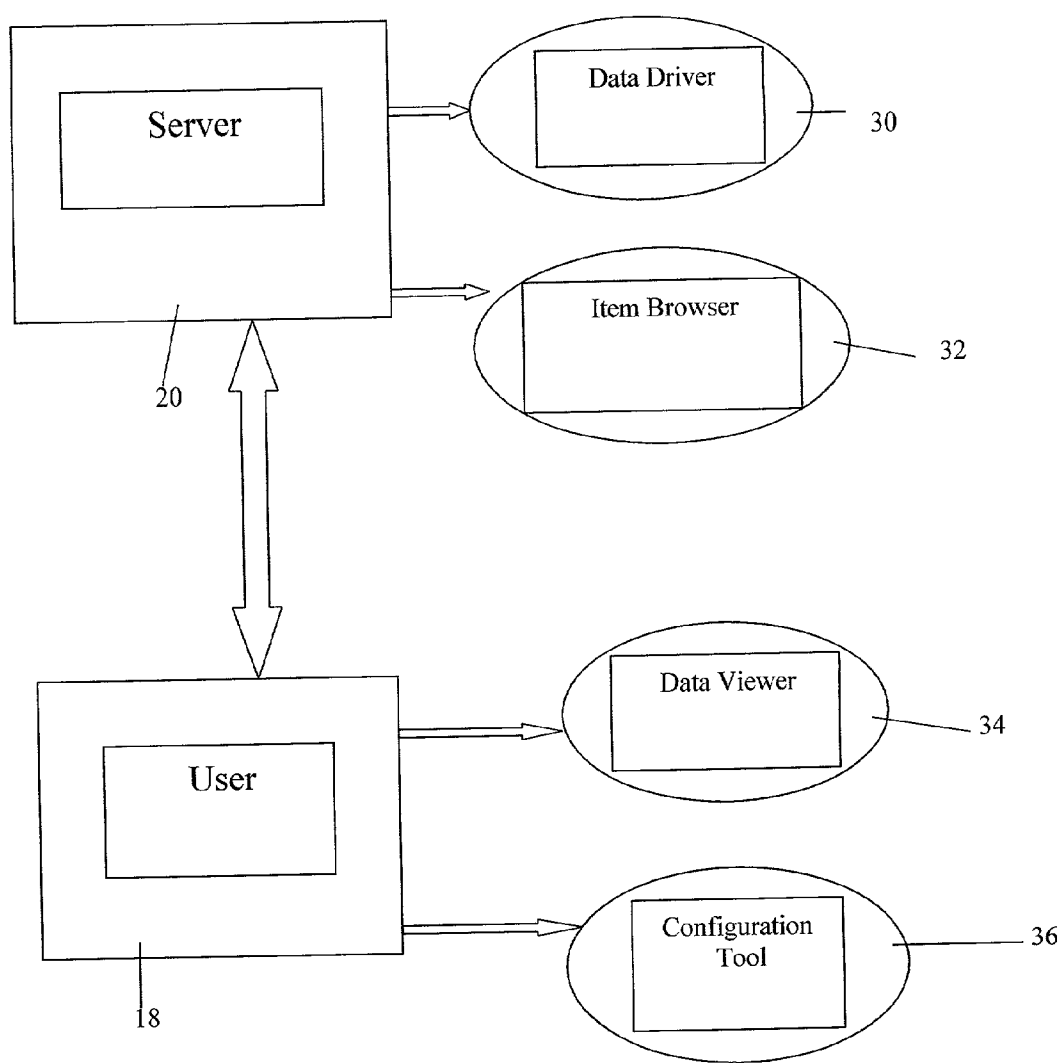 Server
Data Driver
30
Item Browser
32
20
Data Viewer
34
User
Configuration
Tool
36
18